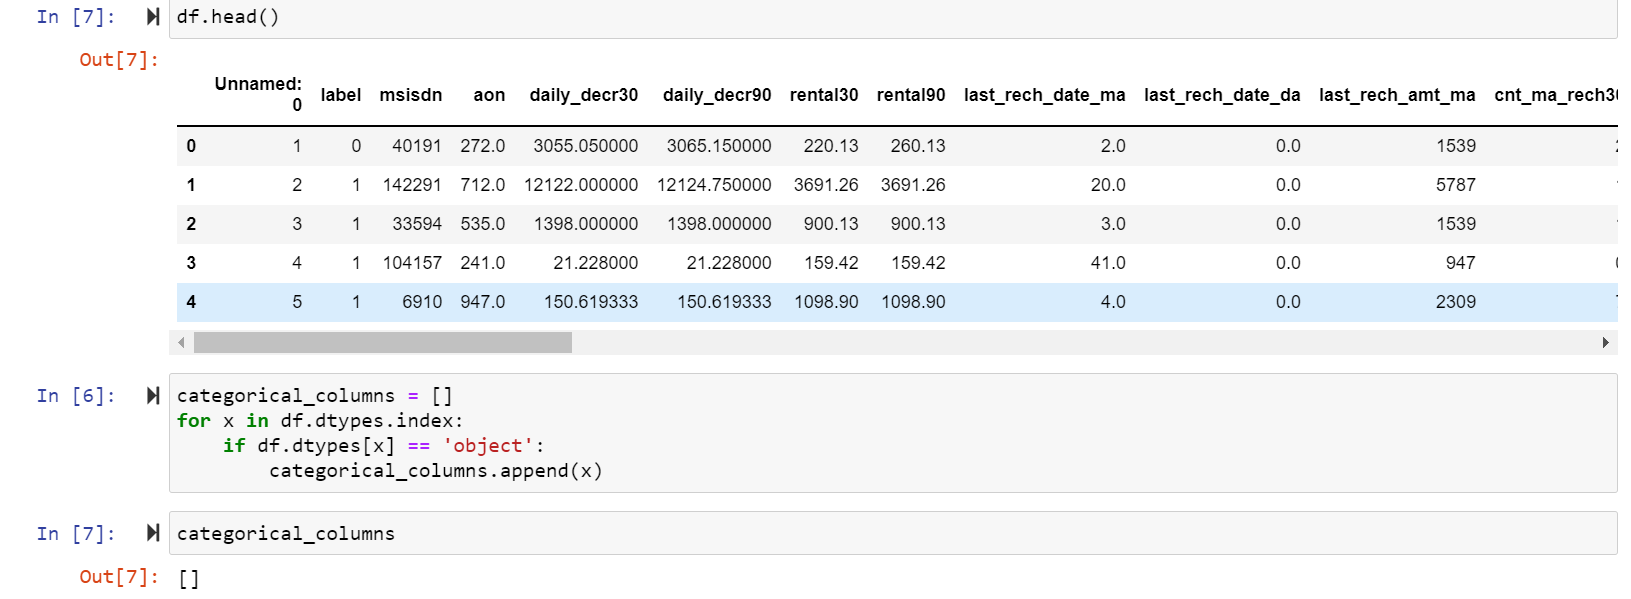 In [7]: df.head()
Out[7]:
Unnamed: 0 label msisdn aon daily_decr30 daily_decr90 rental30 rental90 last_rech_date_ma last_rech_date_da last_rech_amt_ma cnt_ma_rech30
0 1 0 40191 272.0 3055.050000 3065.150000 220.13 260.13 2.0 0.0 1539
1 2 1 142291 712.0 12122.000000 12124.750000 3691.26 3691.26 20.0 0.0 5787
2 3 1 33594 535.0 1398.000000 1398.000000 900.13 900.13 3.0 0.0 1539
3 4 1 104157 241.0 21.228000 21.228000 159.42 159.42 41.0 0.0 947
4 5 1 6910 947.0 150.619333 150.619333 1098.90 1098.90 4.0 0.0 2309
In [6]: categorical_columns = []
for x in df.dtypes.index:
    if df.dtypes[x] == 'object':
        categorical_columns.append(x)
In [7]: categorical_columns
Out[7]: []